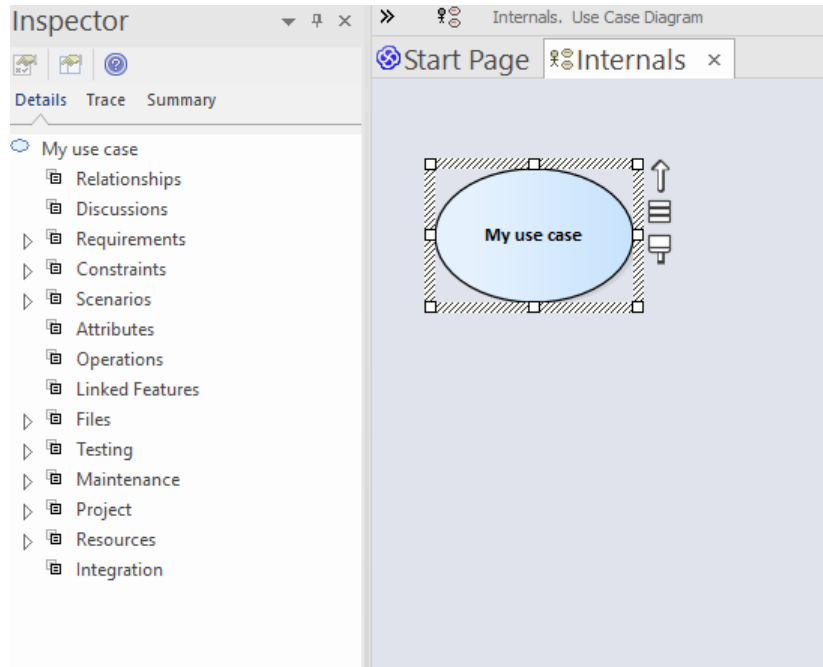 Inspector
Details Trace Summary
My use case
Relationships
Discussions
Requirements
Constraints
Scenarios
Attributes
Operations
Linked Features
Files
Testing
Maintenance
Project
Resources
Integration
Internals. Use Case Diagram
Start Page Internals
My use case